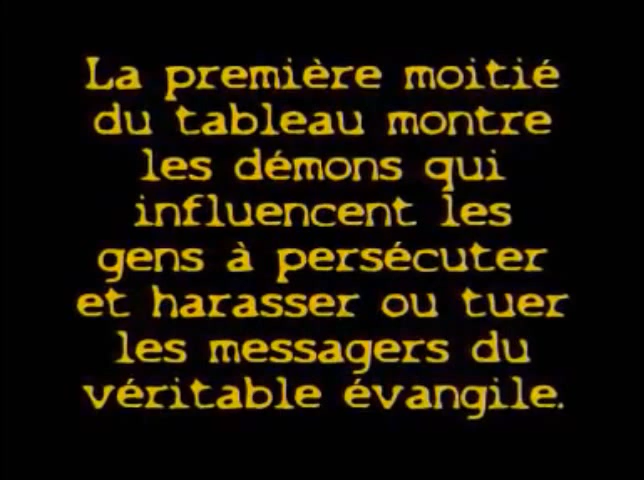 La première moitié
du tableau montre
les démons qui
influencent les
gens à persécuter
et harasser ou tuer
les messagers du
véritable évangile.